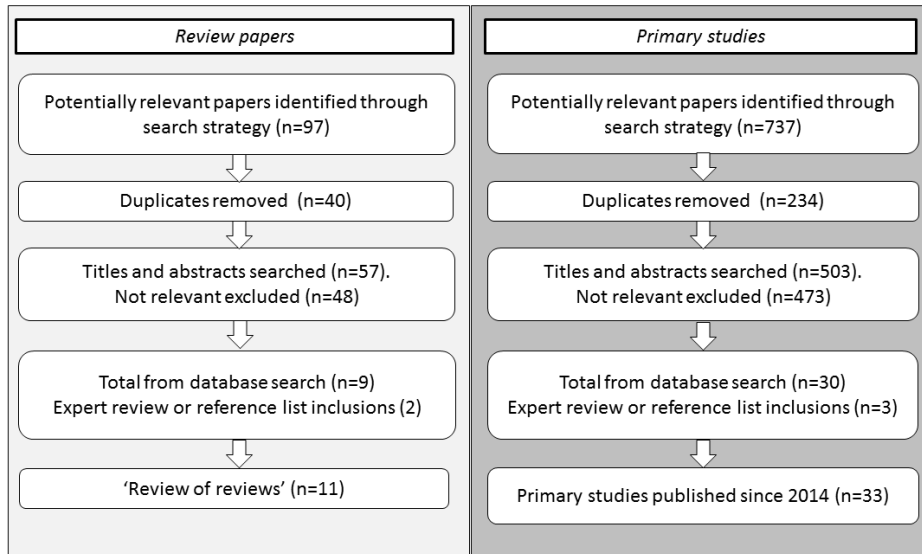 Review papers
Potentially relevant papers identified through
search strategy (n=97)
Duplicates removed (n=40)
Titles and abstracts searched (n=57).
Not relevant excluded (n=48)
Total from database search (n=9)
Expert review or reference list inclusions (2)
‘Review of reviews’ (n=11)
Primary studies
Potentially relevant papers identified through
search strategy (n=737)
Duplicates removed (n=234)
Titles and abstracts searched (n=503).
Not relevant excluded (n=473)
Total from database search (n=30)
Expert review or reference list inclusions (n=3)
Primary studies published since 2014 (n=33)